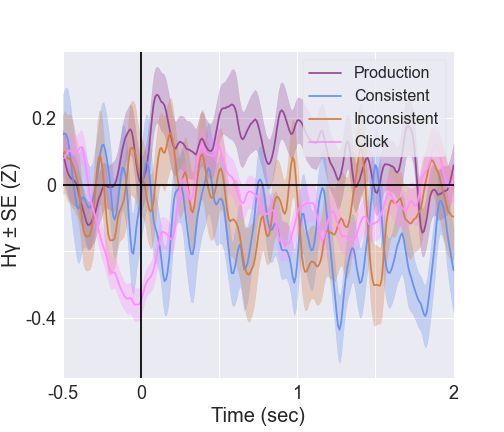 Production
Consistent
Inconsistent
Click
Hγ ± SE (Z)
0.2
0
-0.4
-0.5
0
1
2
Time (sec)